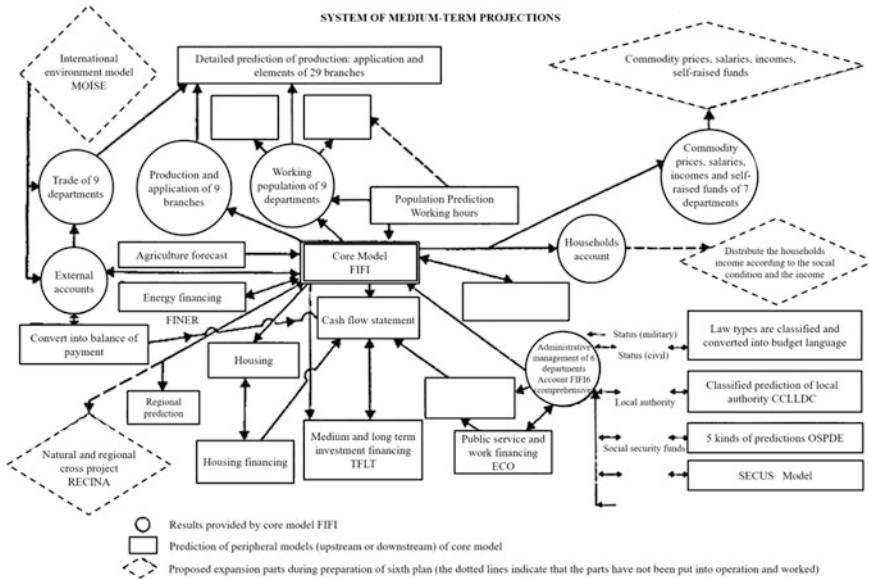 SYSTEM OF MEDIUM-TERM PROJECTIONS
International
environment model
MOISE
Detailed prediction of production: application and
elements of 29 branches
Commodity prices, salaries, incomes,
self-raised funds
Trade of 9
departments
Production and
application of 9
branches
Working
population of 9
departments
Population Prediction
Working hours
Commodity
prices, salaries,
incomes and self-
raised funds of 7
departments
Agriculture forecast
Core Model
FIFI
Households
account
Distribute the households
income according to the social
condition and the income
External
accounts
Energy financing
FINER
Cash flow statement
Convert into balance of
payment
Housing
Regional
prediction
Administrative
management of 6
departments
Account FIFI6
(comprehensive)
Status (military)
Status (civil)
Law types are classified and
converted into budget language
Local authority
Classified prediction of local
authority CCLLDC
Natural and regional
cross project
RECINA
Housing financing
Medium and long term
investment financing
TFLT
Public service and
work financing
ECO
Social security funds
5 kinds of predictions OSPDE
SECUS Model
Results provided by core model FIFI
Prediction of peripheral models (upstream or downstream) of core model
Proposed expansion parts during preparation of sixth plan (the dotted lines indicate that the parts have not been put into operation and worked)